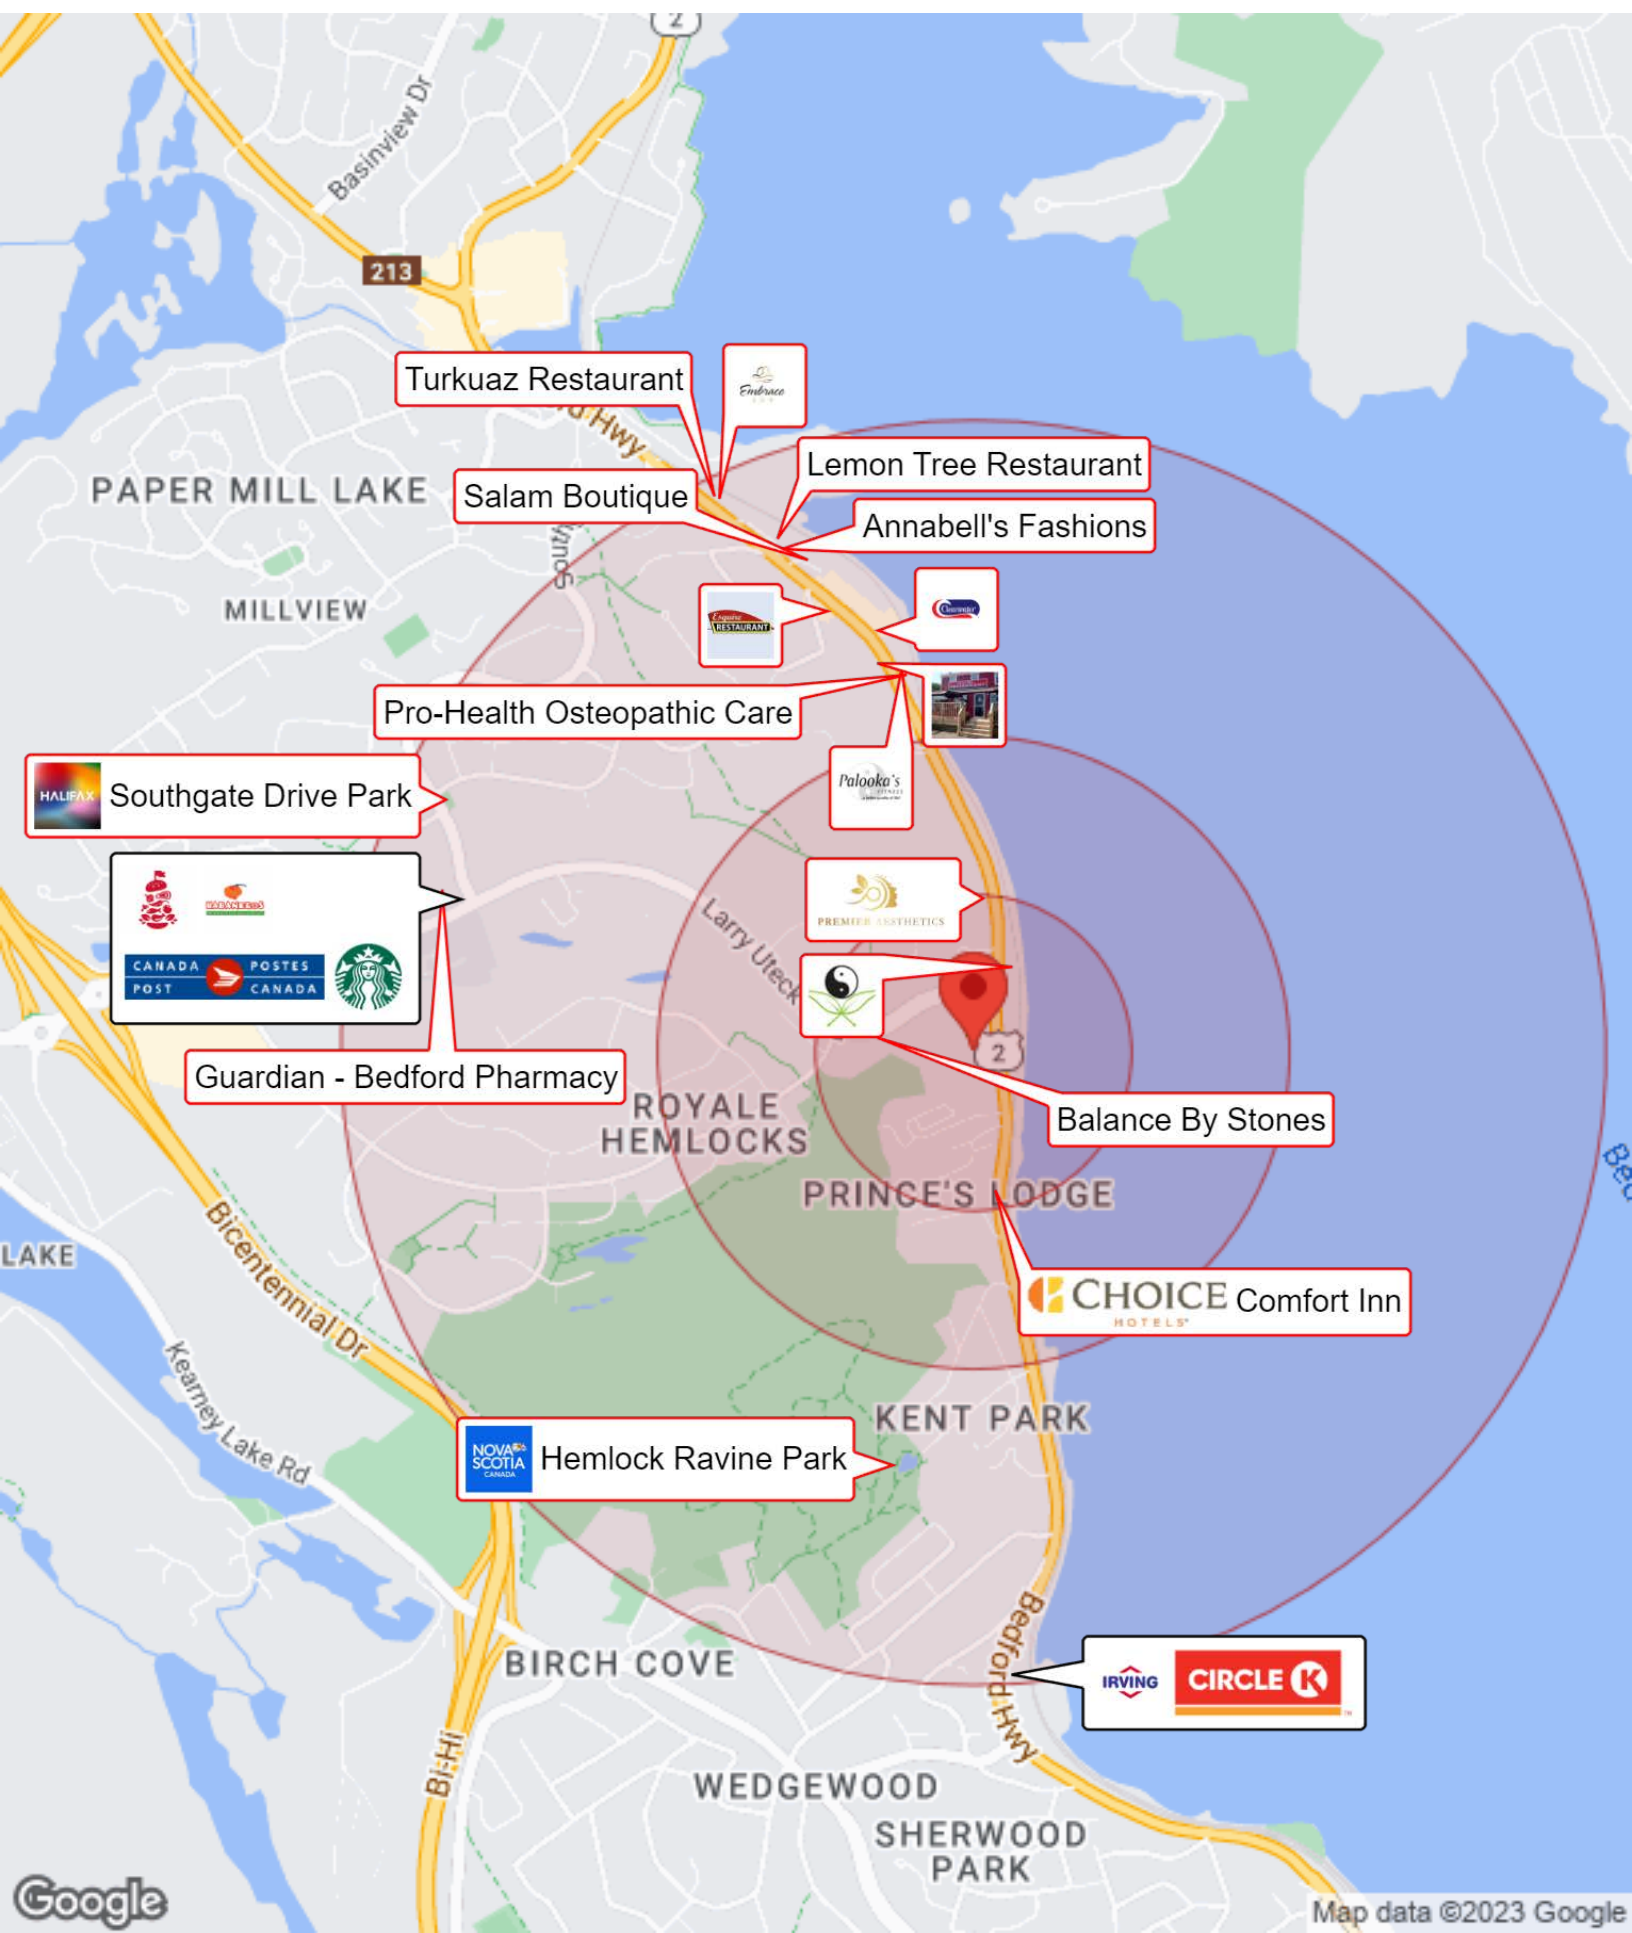 2
Basinview Dr
213
Turkuaz Restaurant
Embrace
Hwy
Lemon Tree Restaurant
PAPER MILL LAKE
Salam Boutique
Annabell's Fashions
MILLVIEW
Esquire
RESTAURANT
Clearwater
Pro-Health Osteopathic Care
Palooka's
FITNESS
HALIFAX
Southgate Drive Park
PREMIER AESTHETICS
HABANEROS
Larry Uteck
CANADA POSTES
POST CANADA
2
Guardian - Bedford Pharmacy
ROYALE
HEMLOCKS
Balance By Stones
PRINCE'S LODGE
LAKE
Bicentennial Dr
CHOICE
HOTELS
Comfort Inn
Kearney Lake Rd
KENT PARK
NOVA
SCOTIA
CANADA
Hemlock Ravine Park
BIRCH COVE
Bedford Hwy
IRVING
CIRCLE K
Bi-Hi
WEDGEWOOD
SHERWOOD
PARK
Google
Map data ©2023 Google